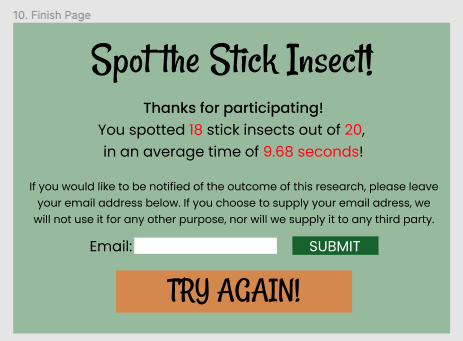 10. Finish Page
Spot the Stick Insect!
Thanks for participating!
You spotted 18 stick insects out of 20,
in an average time of 9.68 seconds!
If you would like to be notified of the outcome of this research, please leave
your email address below. If you choose to supply your email adress, we
will not use it for any other purpose, nor will we supply it to any third party.
Email: SUBMIT
TRY AGAIN!